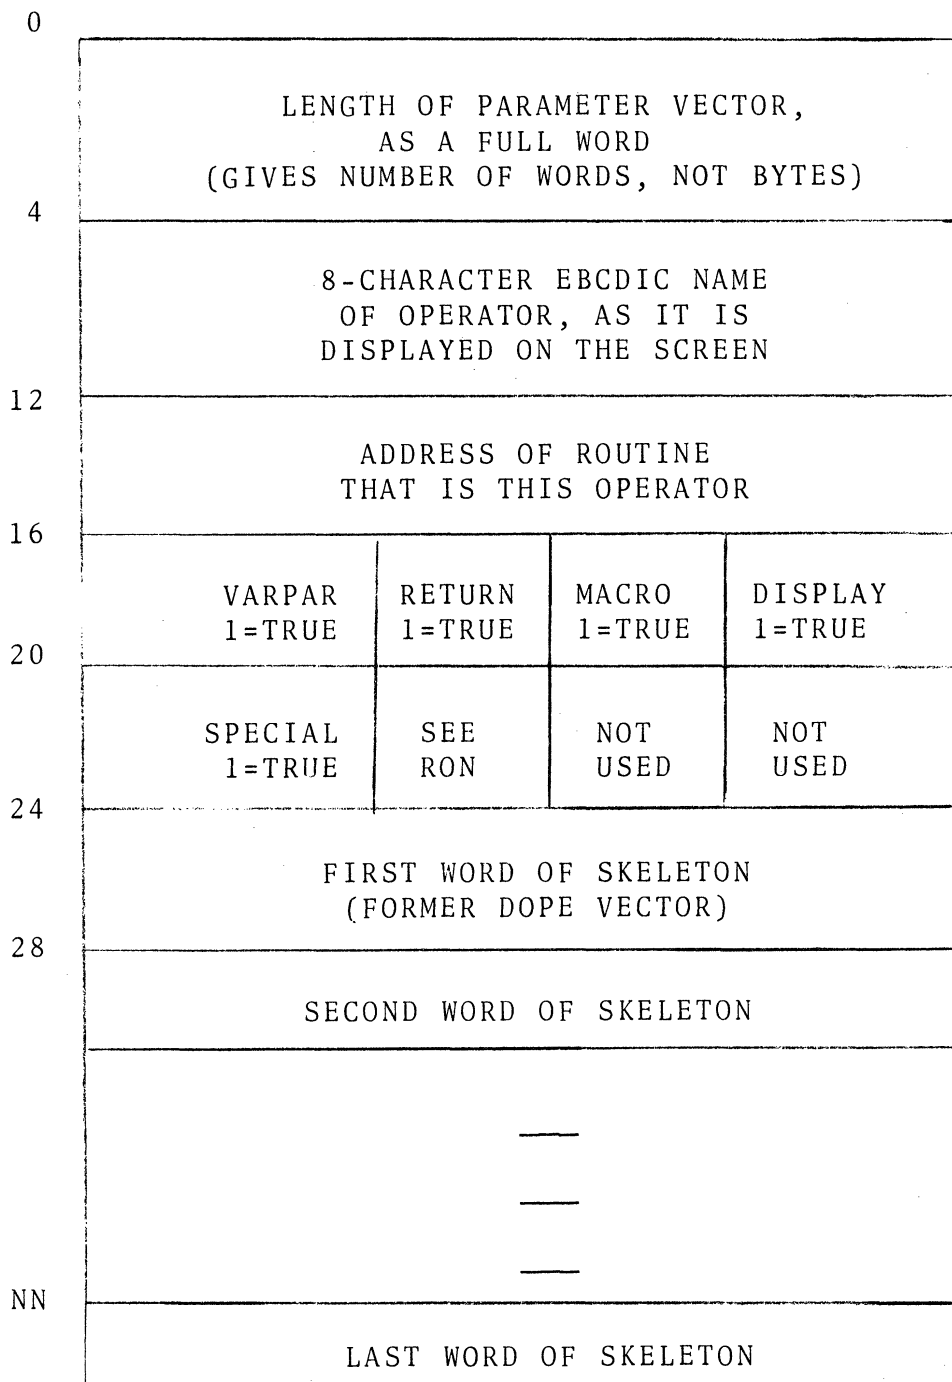 0
LENGTH OF PARAMETER VECTOR,
AS A FULL WORD
(GIVES NUMBER OF WORDS, NOT BYTES)
4
8-CHARACTER EBCDIC NAME
OF OPERATOR, AS IT IS
DISPLAYED ON THE SCREEN
12
ADDRESS OF ROUTINE
THAT IS THIS OPERATOR
16
VARPAR RETURN MACRO DISPLAY
1=TRUE 1=TRUE 1=TRUE 1=TRUE
20
SPECIAL SEE NOT NOT
1=TRUE RON USED USED
24
FIRST WORD OF SKELETON
(FORMER DOPE VECTOR)
28
SECOND WORD OF SKELETON
NN
LAST WORD OF SKELETON